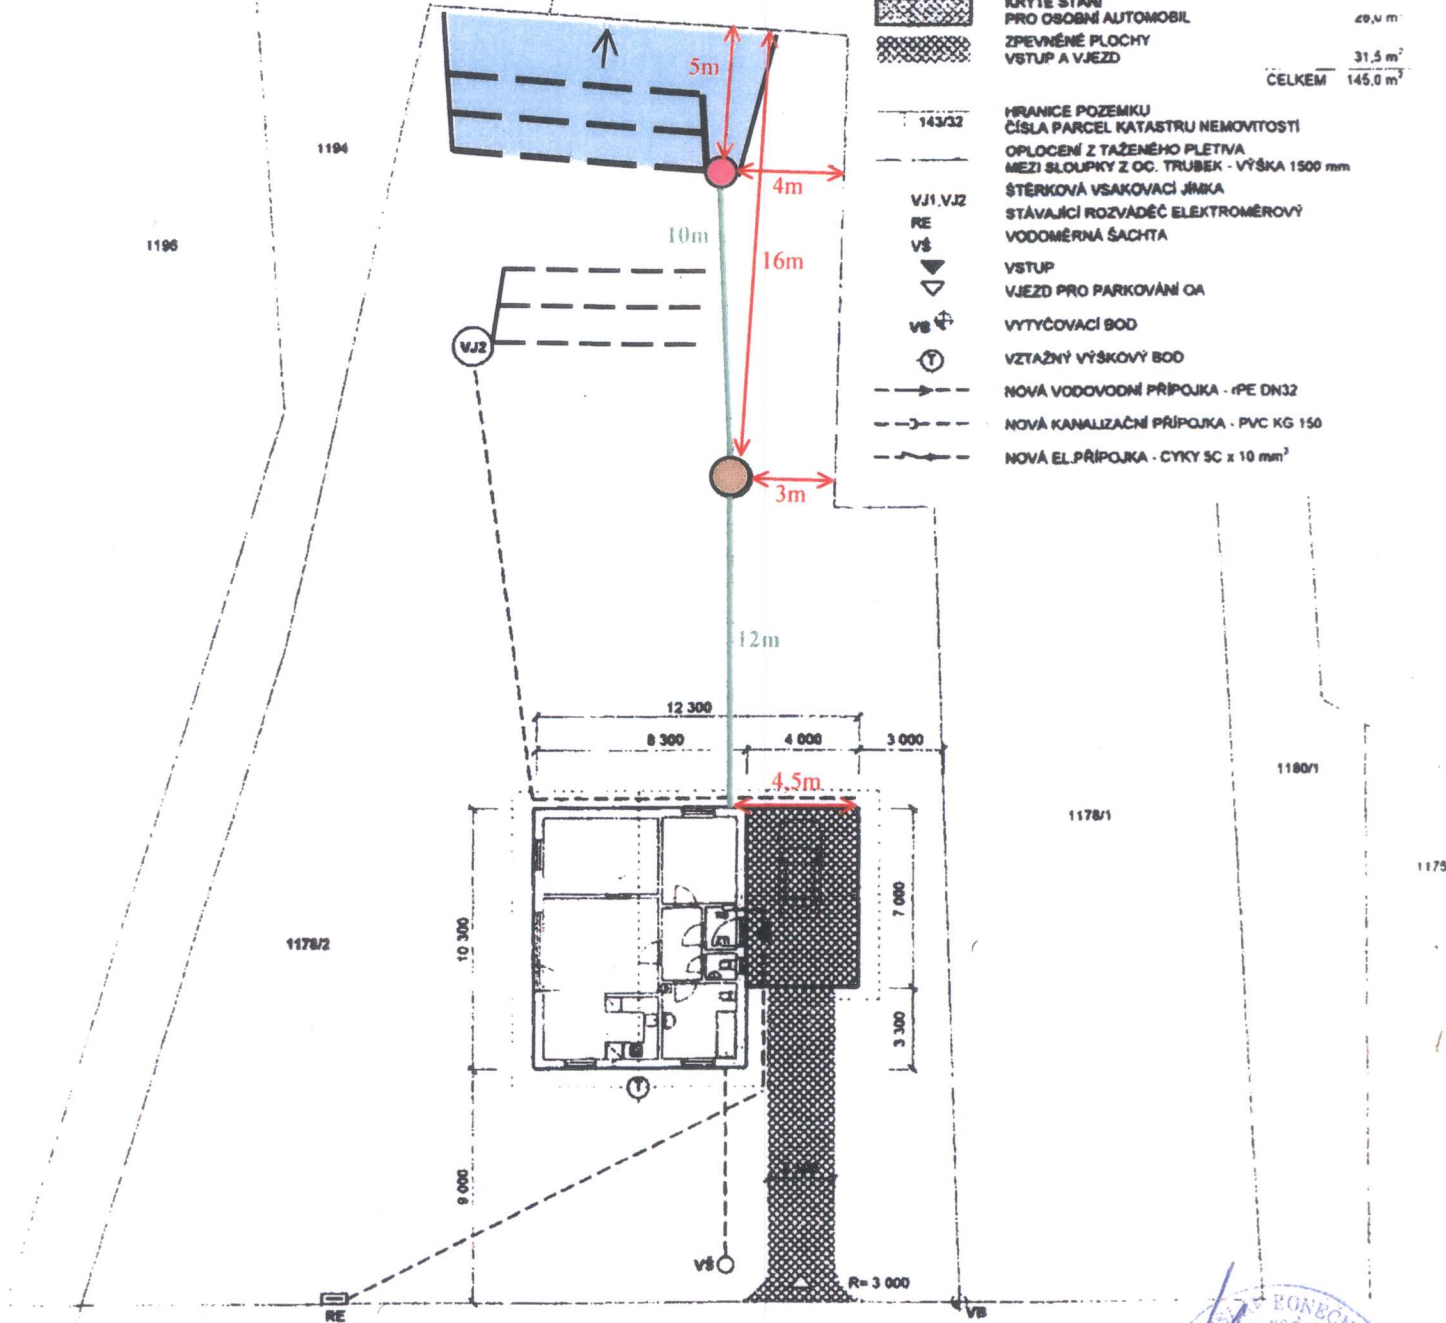 KRYTÉ STÁNÍ
PRO OSOBNÍ AUTOMOBIL
ZPEVNĚNÉ PLOCHY
VSTUP A VJEZD 31,5 m²
CELKEM 145,0 m²
HRANICE POZEMKU
143/32 ČÍSLA PARCEL KATASTRU NEMOVITOSTÍ
OPLOCENÍ Z TAŽENÉHO PLETIVA
MEZI SLOUPKY Z OC. TRUBEK - VÝŠKA 1500 mm
VJ1,VJ2 ŠTĚRKOVÁ VSAKOVACÍ JÍMKA
RE STÁVAJÍCÍ ROZVÁDĚČ ELEKTROMĚROVÝ
VŠ VODOMĚRNÁ ŠACHTA
VSTUP
VJEZD PRO PARKOVÁNÍ OA
VB VYTYČOVACÍ BOD
Y VZTAŽNÝ VÝŠKOVÝ BOD
NOVÁ VODOVODNÍ PŘÍPOJKA - rPE DN32
NOVÁ KANALIZAČNÍ PŘÍPOJKA - PVC KG 150
NOVÁ EL.PŘÍPOJKA - CYKY 5C x 10 mm²
5m
1194
4m
1196
10m
16m
VJ2
3m
12m
12 300
8 300 4 000 3 000
4,5m
1180/1
1178/1
1175
7 000
10 300
1178/2
3 300
Y
9 000
VŠ
R= 3 000
RE
VB